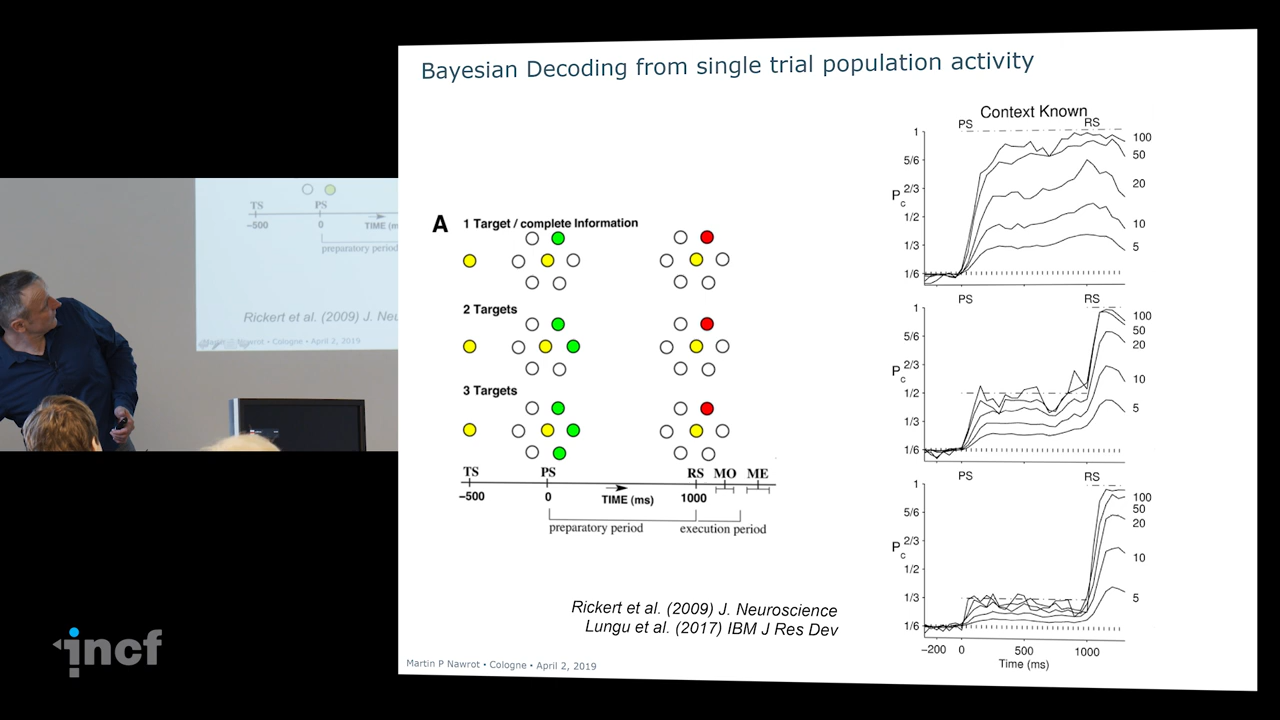 Bayesian Decoding from single trial population activity
A
1 Target / complete Information
2 Targets
3 Targets
TS
PS
RS
MO
ME
−500
0
TIME (ms)
1000
preparatory period
execution period
Rickert et al. (2009) J. Neuroscience
Lungu et al. (2017) IBM J Res Dev
Martin P Nawrot • Cologne • April 2, 2019
Context Known
PS
RS
1
5/6
2/3
1/2
1/3
1/6
Pc
100
50
20
10
5
PS
RS
1
5/6
2/3
1/2
1/3
1/6
Pc
100
50
20
10
5
PS
RS
1
5/6
2/3
1/2
1/3
1/6
Pc
100
50
20
10
5
−200
0
500
1000
Time (ms)
TS
PS
−500
0
TIME (m
preparatory period
Rickert et al. (2009) J. Neu
Martin P Nawrot • Cologne • April 2, 2019
incf